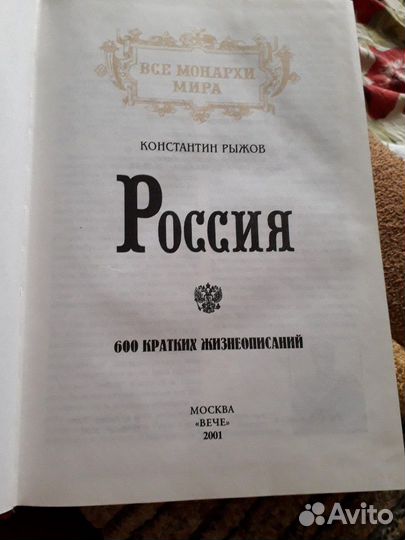 ВСЕ МОНАРХИ
МИРА
КОНСТАНТИН РЫЖОВ
РОССИЯ
600 КРАТКИХ ЖИЗНЕОПИСАНИЙ
МОСКВА
«ВЕЧЕ»
2001
Avito